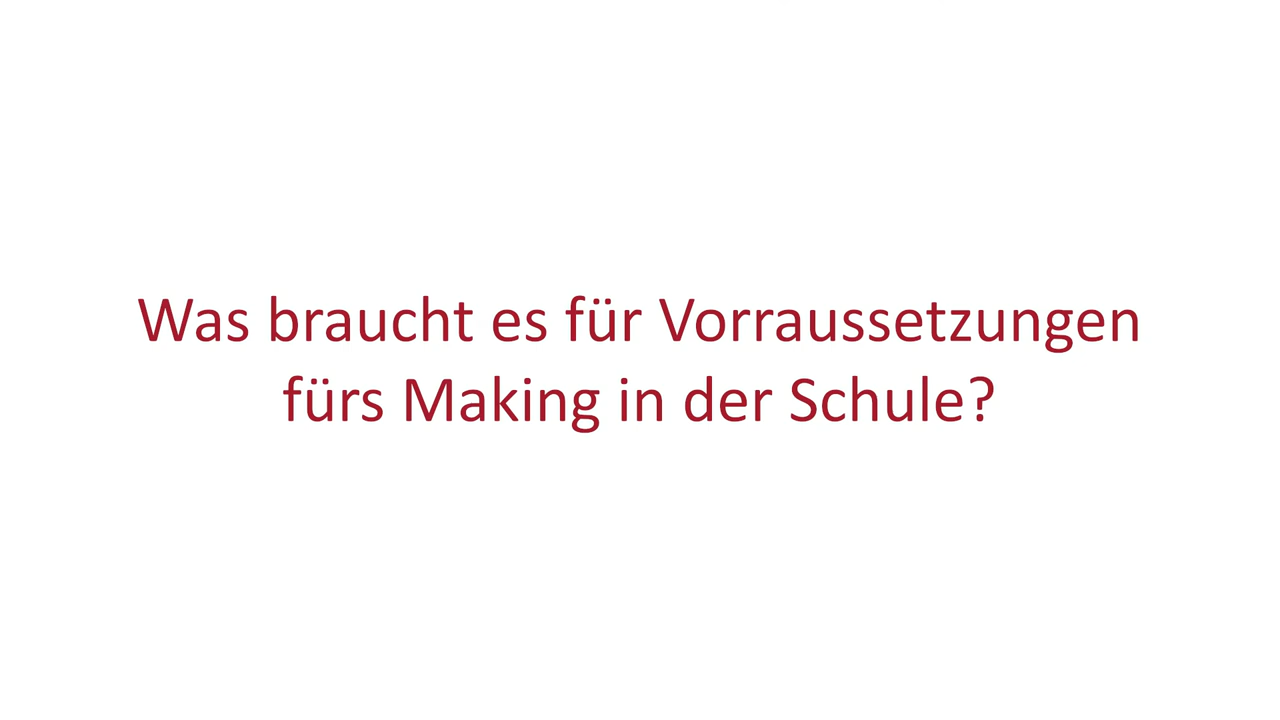 Was braucht es für Vorraussetzungen
fürs Making in der Schule?